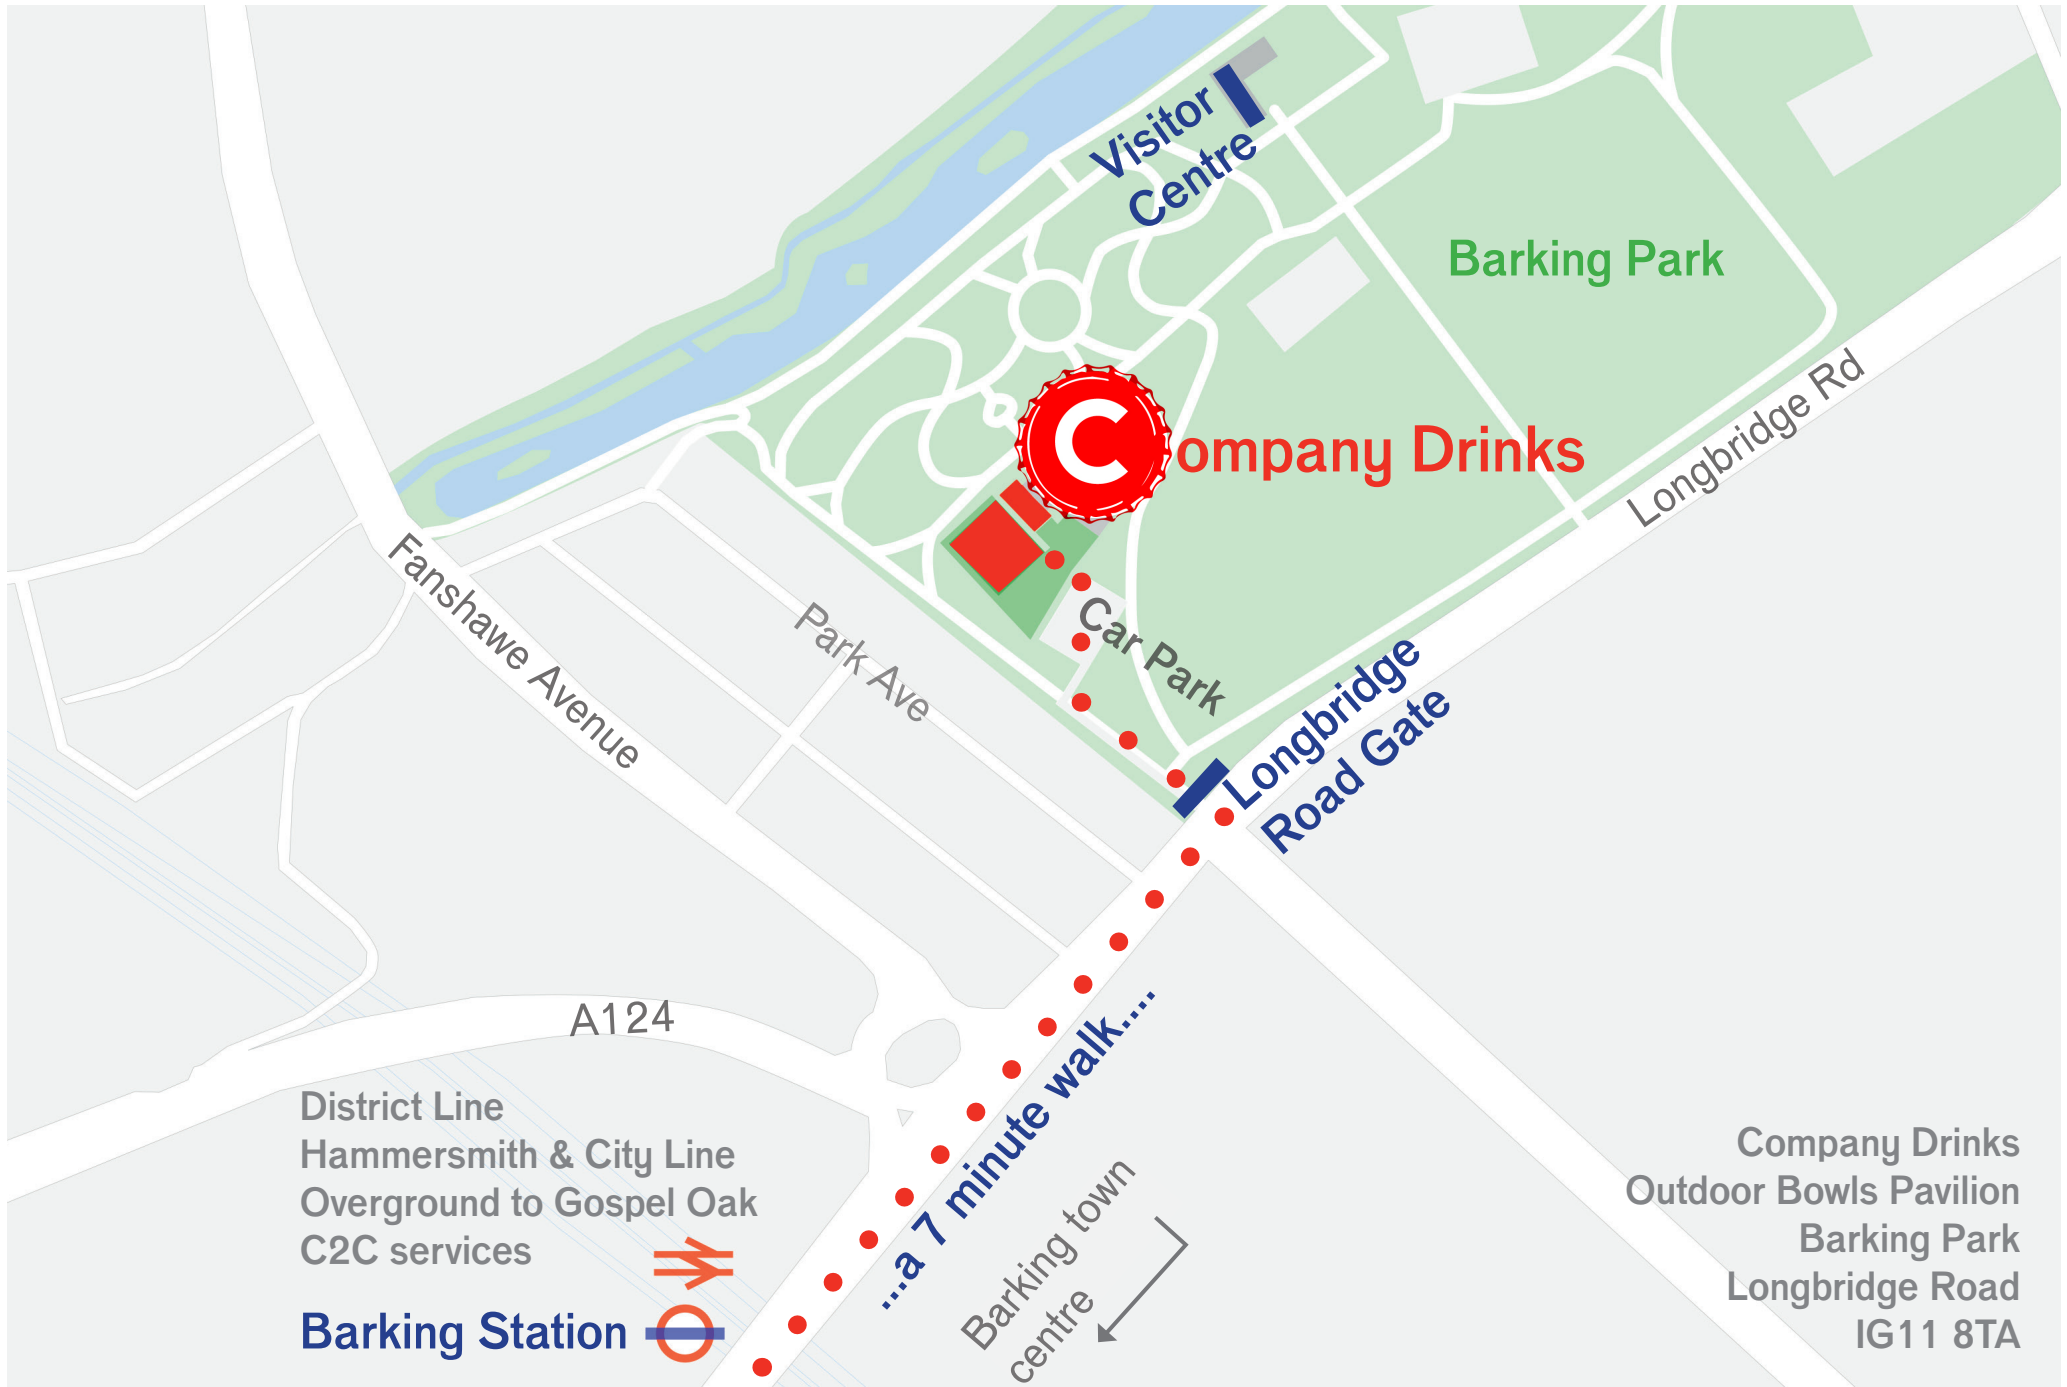 Visitor
Centre
Barking Park
Company Drinks
Longbridge Rd
Fanshawe Avenue
Park Ave
Car Park
Longbridge
Road Gate
A124
...a 7 minute walk....
Barking town
centre
District Line
Hammersmith & City Line
Overground to Gospel Oak
C2C services
Barking Station
Company Drinks
Outdoor Bowls Pavilion
Barking Park
Longbridge Road
IG11 8TA